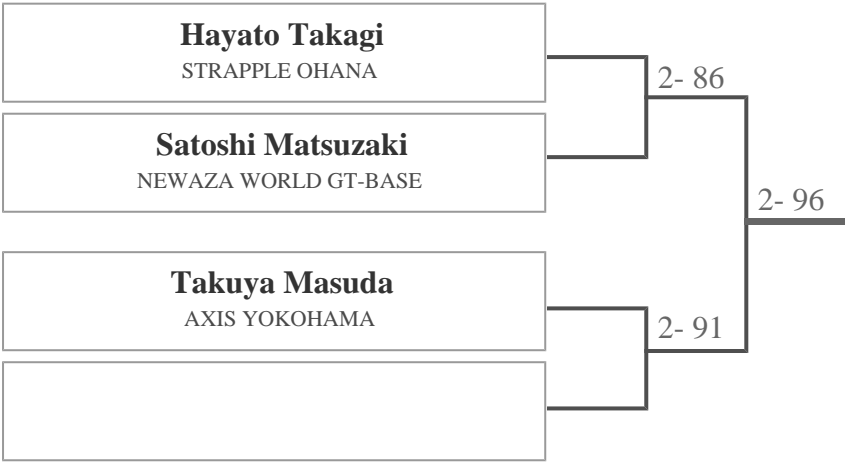 Hayato Takagi
STRAPPLE OHANA
2- 86
Satoshi Matsuzaki
NEWAZA WORLD GT-BASE
2- 96
Takuya Masuda
AXIS YOKOHAMA
2- 91